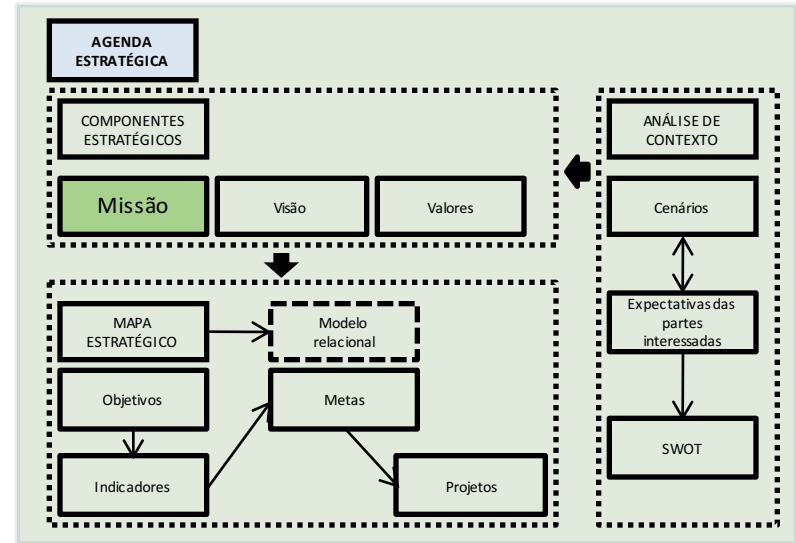 AGENDA
ESTRATÉGICA
COMPONENTES
ESTRATÉGICOS
Missão
Visão
Valores
MAPA
ESTRATÉGICO
Modelo
relacional
Objetivos
Metas
Indicadores
Projetos
ANÁLISE DE
CONTEXTO
Cenários
Expectativas das
partes
interessadas
SWOT